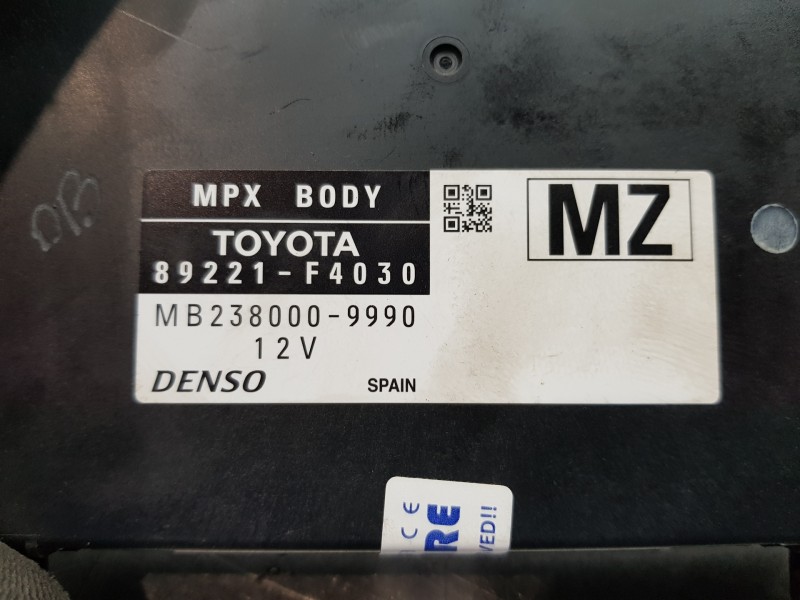 MPX BODY
MZ
TOYOTA
89221-F4030
MB238000-9990
12V
DENSO
SPAIN